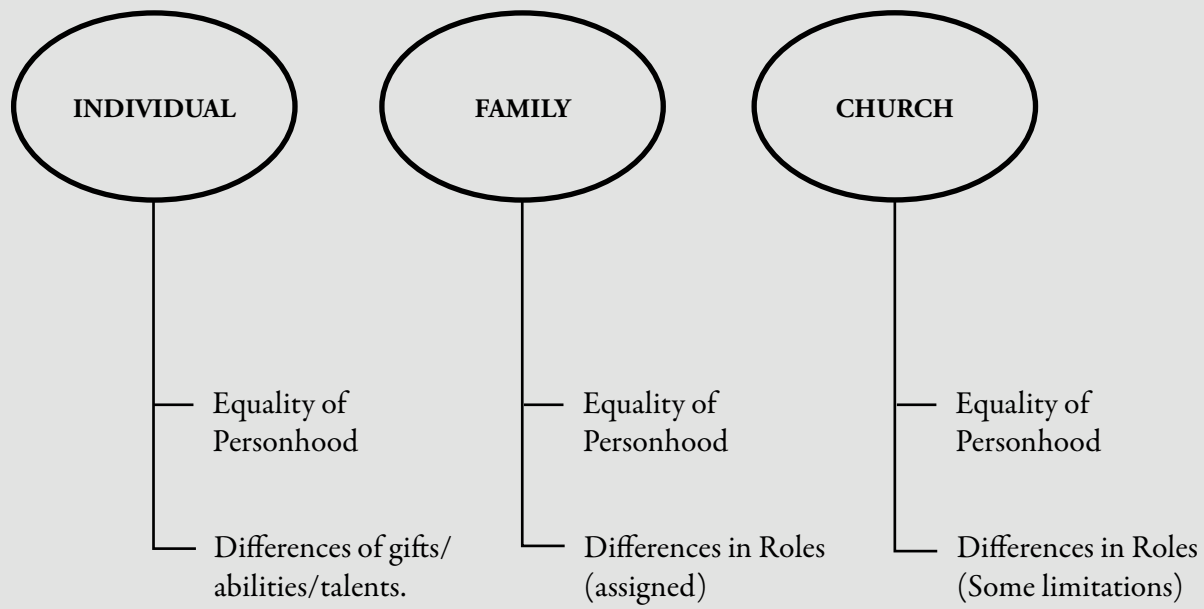 INDIVIDUAL
Equality of
Personhood
Differences of gifts/
abilities/talents.
FAMILY
Equality of
Personhood
Differences in Roles
(assigned)
CHURCH
Equality of
Personhood
Differences in Roles
(Some limitations)